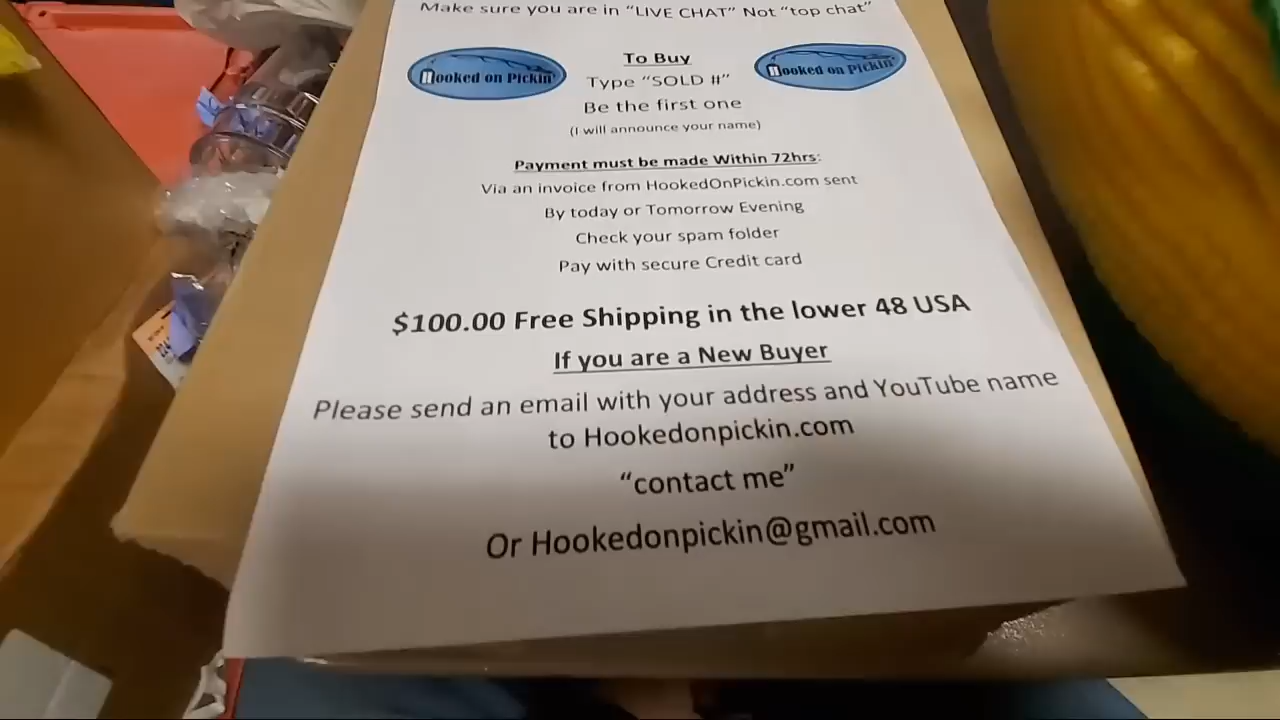 Make sure you are in “LIVE CHAT” Not “top chat”
Hooked on Pickin'
To Buy
Hooked on Pickin'
Type “SOLD #”
Be the first one
(I will announce your name)
Payment must be made Within 72hrs:
Via an invoice from HookedOnPickin.com sent
By today or Tomorrow Evening
Check your spam folder
Pay with secure Credit card
$100.00 Free Shipping in the lower 48 USA
If you are a New Buyer
Please send an email with your address and YouTube name
to Hookedonpickin.com
“contact me”
Or Hookedonpickin@gmail.com